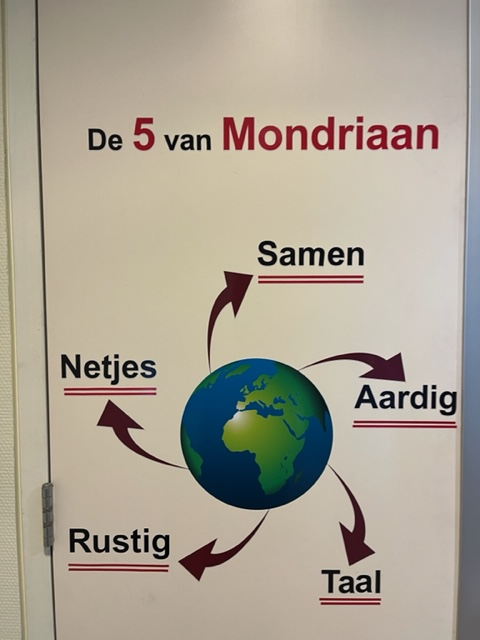 De 5 van Mondriaan
Samen
Netjes
Aardig
Rustig
Taal